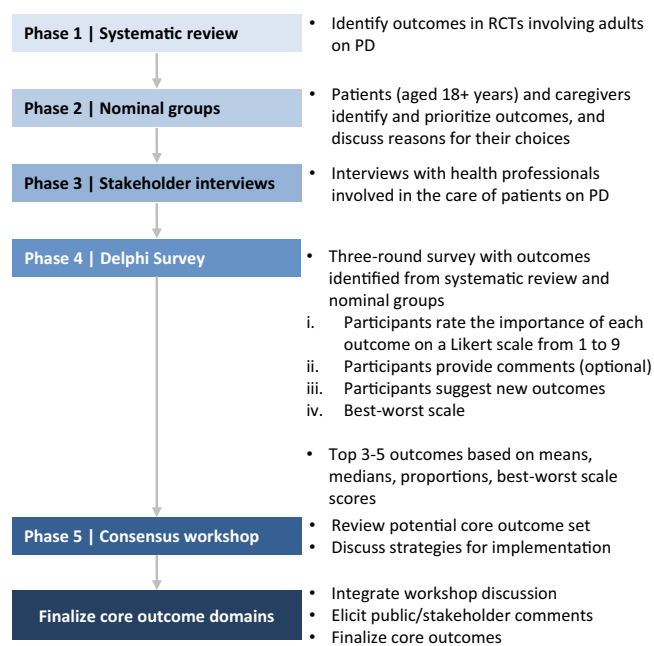 Phase 1 | Systematic review
• Identify outcomes in RCTs involving adults
on PD
Phase 2 | Nominal groups
• Patients (aged 18+ years) and caregivers
identify and prioritize outcomes, and
discuss reasons for their choices
Phase 3 | Stakeholder interviews
• Interviews with health professionals
involved in the care of patients on PD
Phase 4 | Delphi Survey
• Three-round survey with outcomes
identified from systematic review and
nominal groups
i. Participants rate the importance of each
outcome on a Likert scale from 1 to 9
ii. Participants provide comments (optional)
iii. Participants suggest new outcomes
iv. Best-worst scale
• Top 3-5 outcomes based on means,
medians, proportions, best-worst scale
scores
Phase 5 | Consensus workshop
• Review potential core outcome set
• Discuss strategies for implementation
Finalize core outcome domains
• Integrate workshop discussion
• Elicit public/stakeholder comments
• Finalize core outcomes